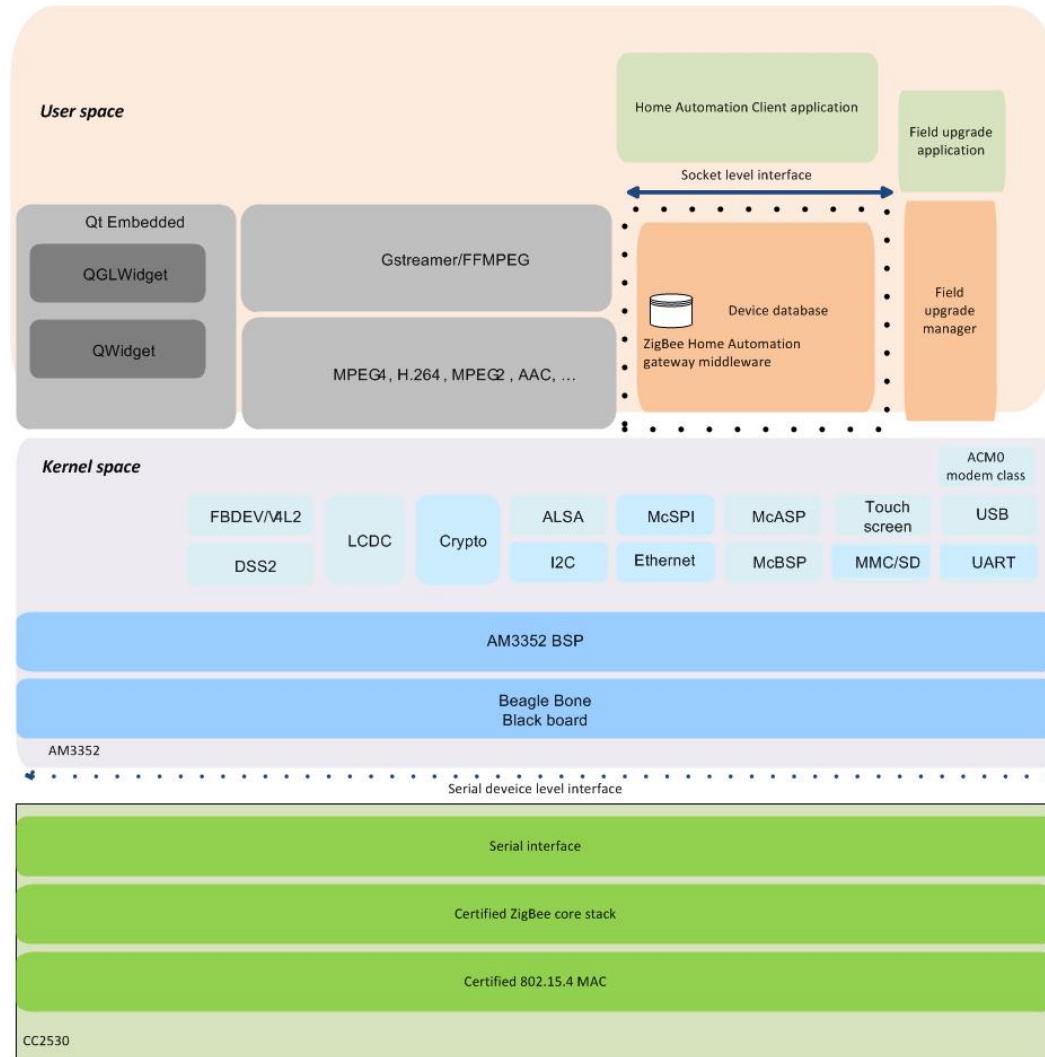 User space
Home Automation Client application
Field upgrade
application
Socket level interface
Qt Embedded
QGLWidget
QWidget
Gstreamer/FFMPEG
MPEG4, H.264, MPEG2, AAC, ...
Device database
ZigBee Home Automation
gateway middleware
Field
upgrade
manager
Kernel space
ACM0
modem class
FBDEV/V4L2
LCDC
Crypto
ALSA
McSPI
McASP
Touch
screen
USB
DSS2
I2C
Ethernet
McBSP
MMC/SD
UART
AM3352 BSP
Beagle Bone
Black board
AM3352
Serial deveice level interface
Serial interface
Certified ZigBee core stack
Certified 802.15.4 MAC
CC2530